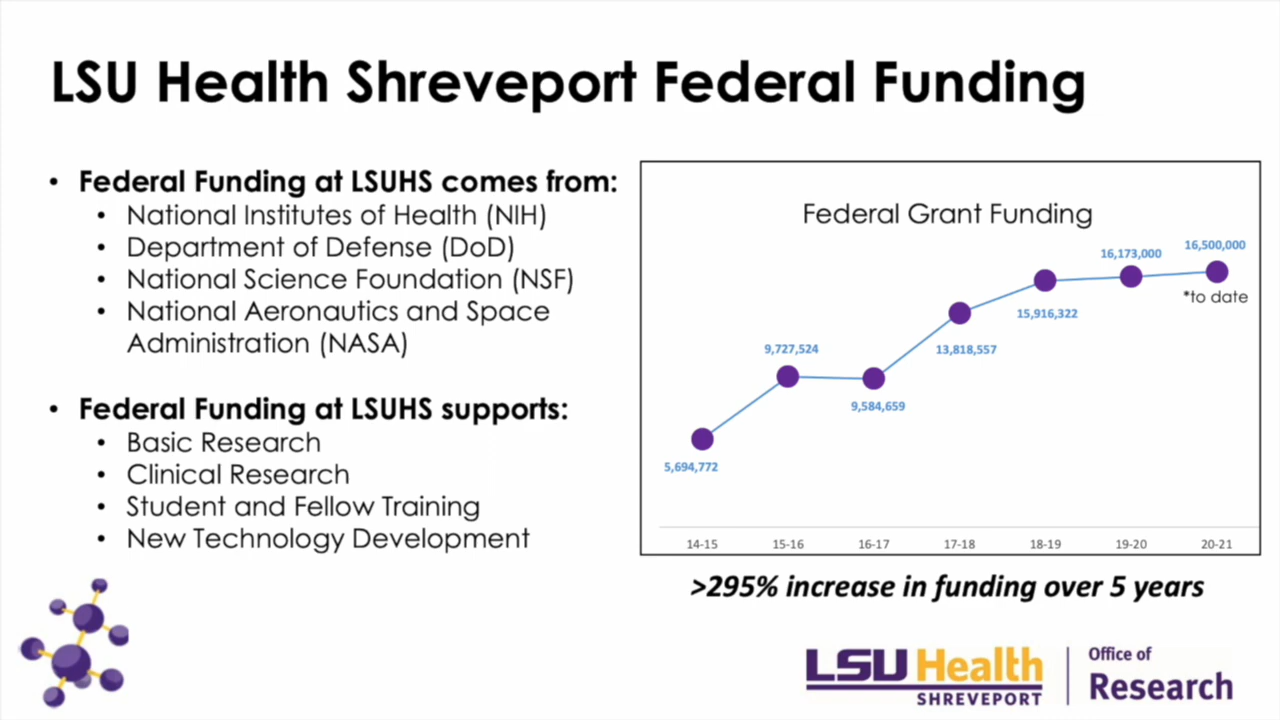 LSU Health Shreveport Federal Funding
• Federal Funding at LSUHS comes from:
• National Institutes of Health (NIH)
• Department of Defense (DoD)
• National Science Foundation (NSF)
• National Aeronautics and Space
Administration (NASA)
• Federal Funding at LSUHS supports:
• Basic Research
• Clinical Research
• Student and Fellow Training
• New Technology Development
Federal Grant Funding
5,694,772
9,727,524
9,584,659
13,818,557
15,916,322
16,173,000
16,500,000
*to date
14-15 15-16 16-17 17-18 18-19 19-20 20-21
>295% increase in funding over 5 years
LSU Health
SHREVEPORT
Office of
Research